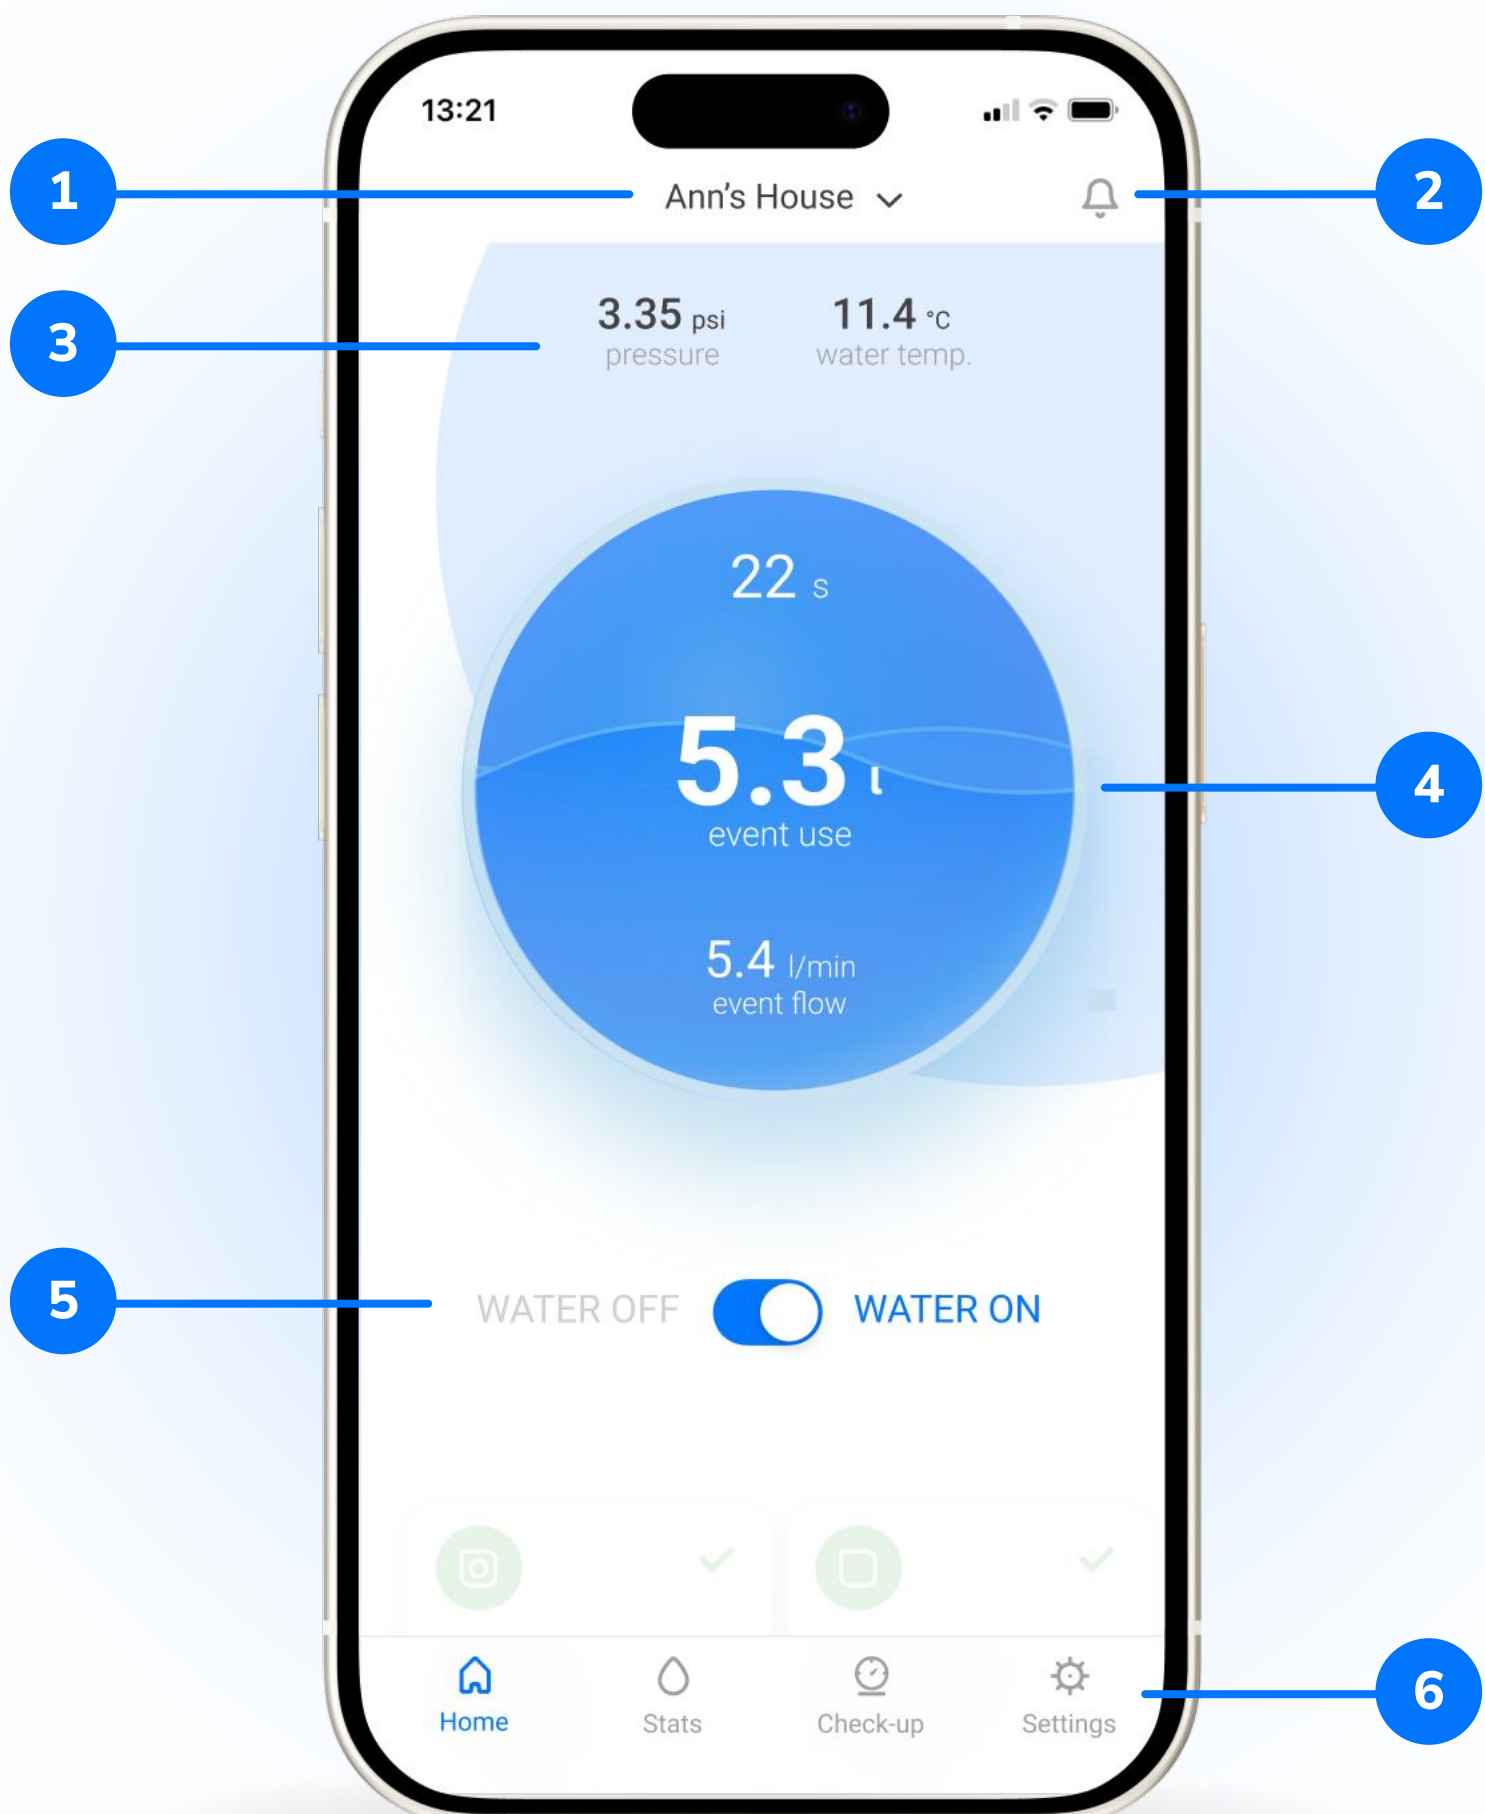 13:21
1
Ann's House
2
3.35 psi
11.4 °C
3
pressure
water temp.
22 s
5.3 l
4
event use
5.4 l/min
event flow
5
WATER OFF
WATER ON
6
Home
Stats
Check-up
Settings